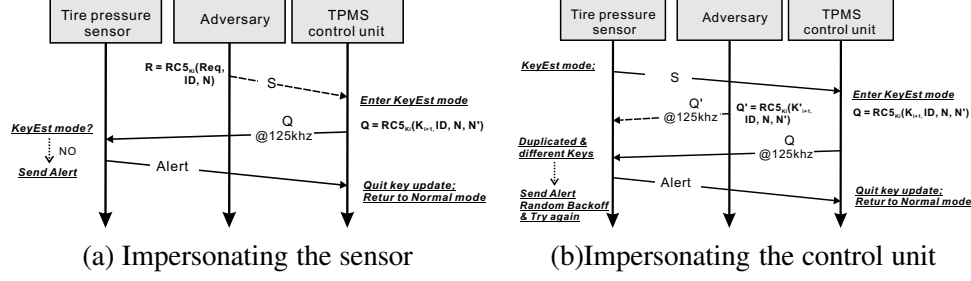 Tire pressure
sensor
Adversary
TPMS
control unit
R = RC5Ki(Req,
ID, N)
S
Enter KeyEst mode
Q
@125khz
Q = RC5Ki(Ki+1, ID, N, N')
KeyEst mode?
NO
Send Alert
Alert
Quit key update;
Retur to Normal mode
(a) Impersonating the sensor
Tire pressure
sensor
Adversary
TPMS
control unit
KeyEst mode;
S
Enter KeyEst mode
Q'
@125khz
Q' = RC5Ki(K'i+1,
ID, N, N')
Q = RC5Ki(Ki+1, ID, N, N')
Duplicated &
different Keys
Q
@125khz
Send Alert
Random Backoff
& Try again
Alert
Quit key update;
Retur to Normal mode
(b)Impersonating the control unit